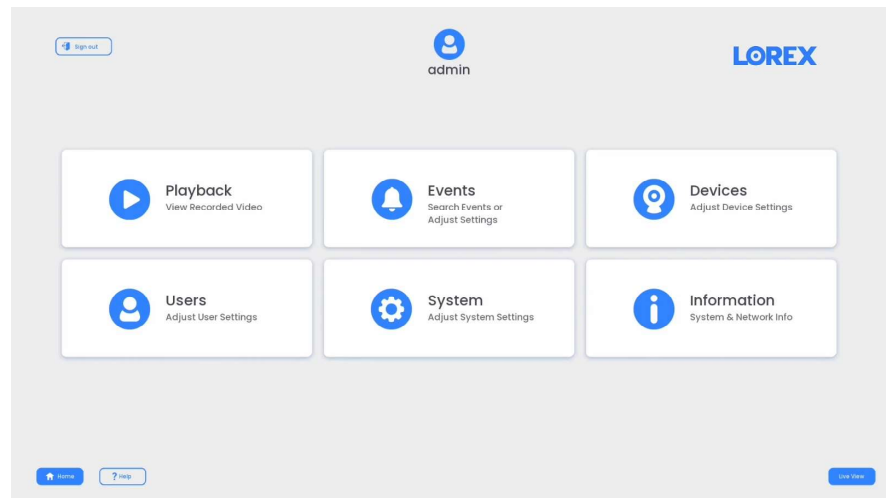 Sign out
admin
LOREX
Playback
View Recorded Video
Events
Search Events or
Adjust Settings
Devices
Adjust Device Settings
Users
Adjust User Settings
System
Adjust System Settings
Information
System & Network Info
Home
? Help
Live View